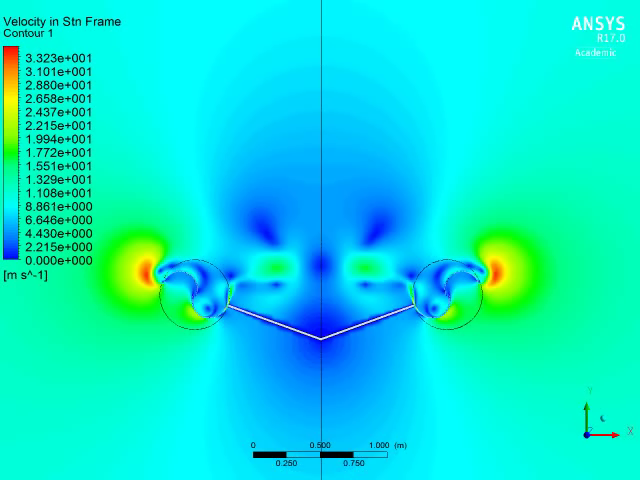 Velocity in Stn Frame
Contour 1
3.323e+001
3.101e+001
2.880e+001
2.658e+001
2.437e+001
2.215e+001
1.994e+001
1.772e+001
1.551e+001
1.329e+001
1.108e+001
8.861e+000
6.646e+000
4.430e+000
2.215e+000
0.000e+000
[m s^-1]
ANSYS
R17.0
Academic
0 0.500 1.000 (m)
0.250 0.750
Y
Z X